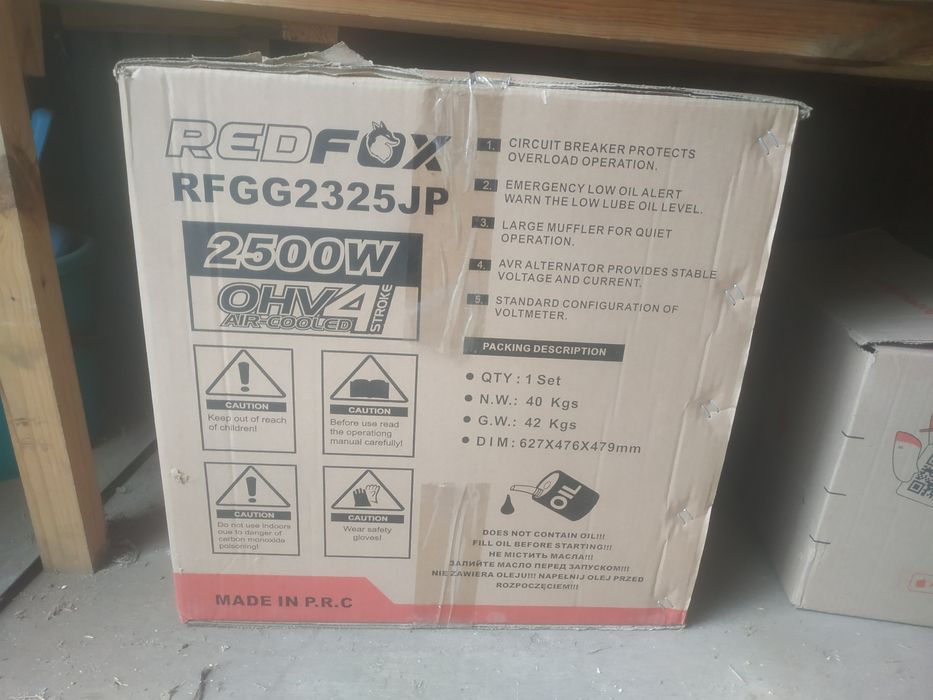 REDFOX
RFGG2325JP
2500W
OHV 4 STROKE
AIR-COOLED
CAUTION
Keep out of reach
of children!
CAUTION
Before use read
the operationg
manual carefully!
CAUTION
Do not use indoors
oue to danger of
carbon monoxide
poisoning!
CAUTION
Wear safety
gloves!
MADE IN P.R.C
1. CIRCUIT BREAKER PROTECTS
OVERLOAD OPERATION.
2. EMERGENCY LOW OIL ALERT
WARN THE LOW LUBE OIL LEVEL.
3. LARGE MUFFLER FOR QUIET
OPERATION.
4. AVR ALTERNATOR PROVIDES STABLE
VOLTAGE AND CURRENT.
5. STANDARD CONFIGURATION OF
VOLTMETER.
PACKING DESCRIPTION
● QTY : 1 Set
● N.W.: 40 Kgs
● G.W.: 42 Kgs
● DIM : 627X476X479mm
OIL
DOES NOT CONTAIN OIL!!!
FILL OIL BEFORE STARTING!!!
НЕ МІСТИТЬ МАСЛА!!!
ЗАЛИЙТЕ МАСЛО ПЕРЕД ЗАПУСКОМ!!!
NIE ZAWIERA OLEJU!!! NAPEŁNIJ OLEJ PRZED
ROZPOCZĘCIEM!!!